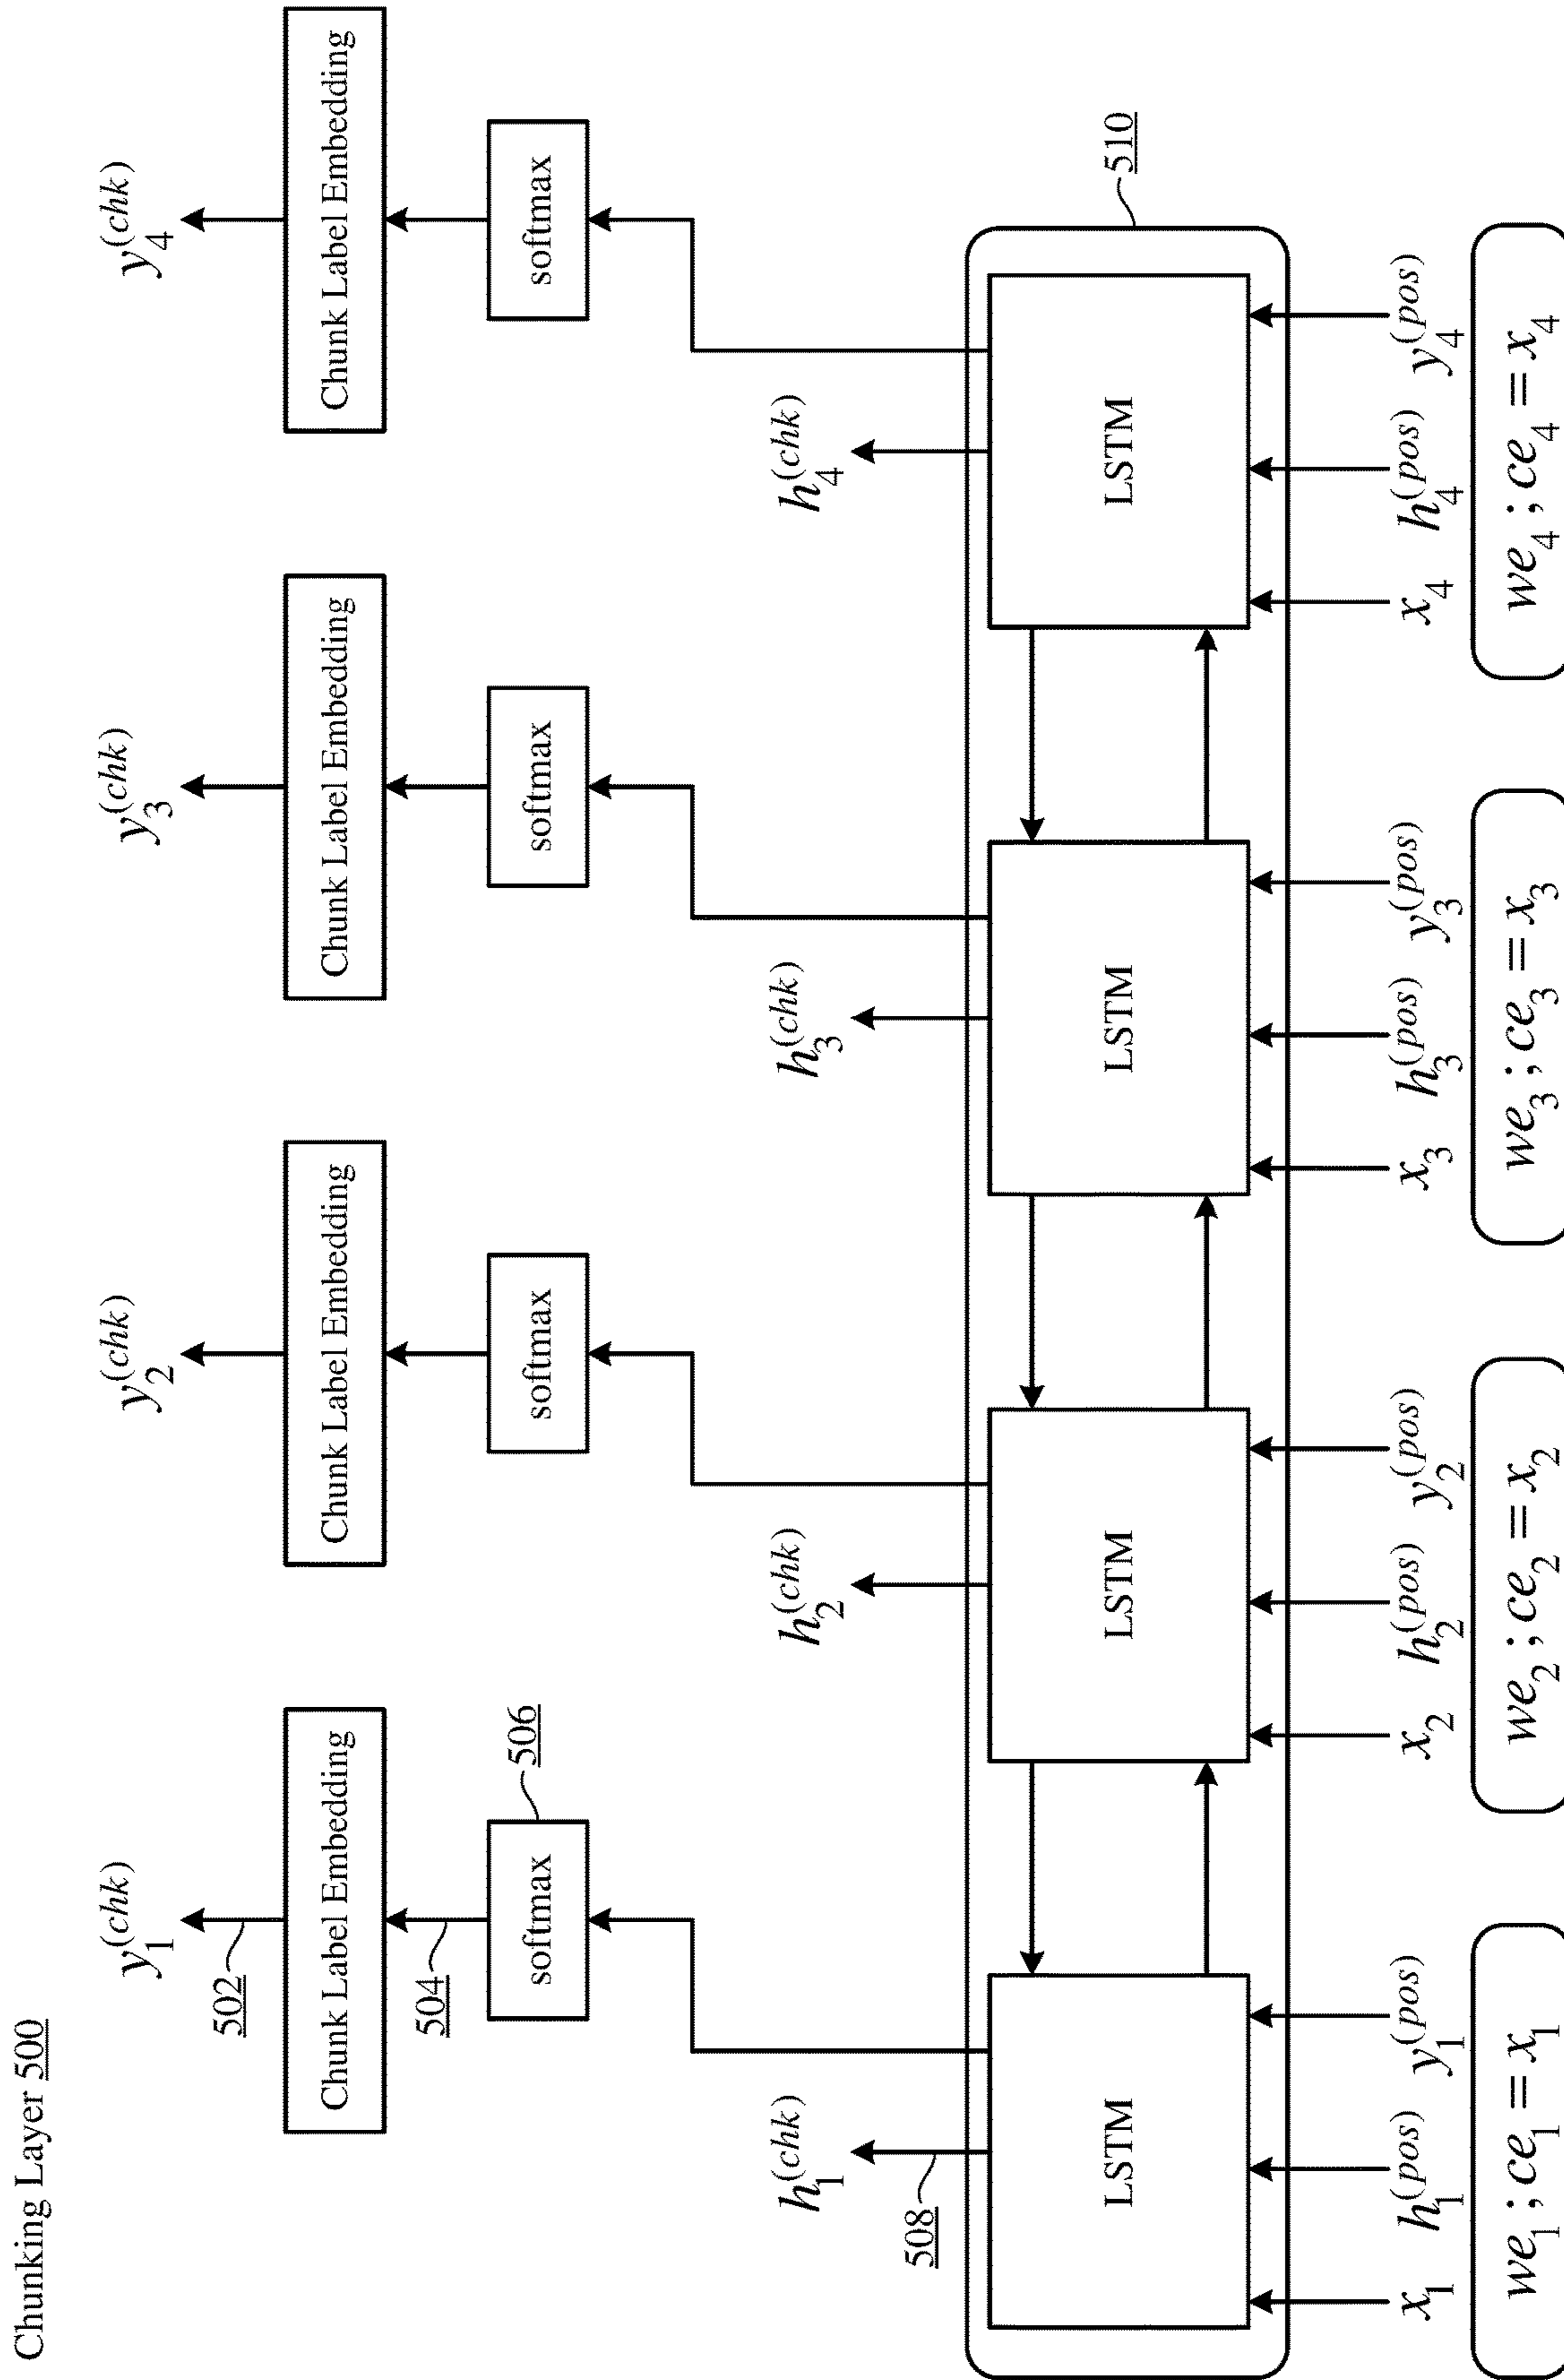 Chunking Layer 500
y₁^(chk) y₂^(chk) y₃^(chk) y₄^(chk)
502
Chunk Label Embedding Chunk Label Embedding Chunk Label Embedding Chunk Label Embedding
504
506
softmax softmax softmax softmax
h₁^(chk) h₂^(chk) h₃^(chk) h₄^(chk)
508
510
LSTM LSTM LSTM LSTM
x₁ h₁^(pos) y₁^(pos) x₂ h₂^(pos) y₂^(pos) x₃ h₃^(pos) y₃^(pos) x₄ h₄^(pos) y₄^(pos)
we₁; ce₁ = x₁ we₂; ce₂ = x₂ we₃; ce₃ = x₃ we₄; ce₄ = x₄